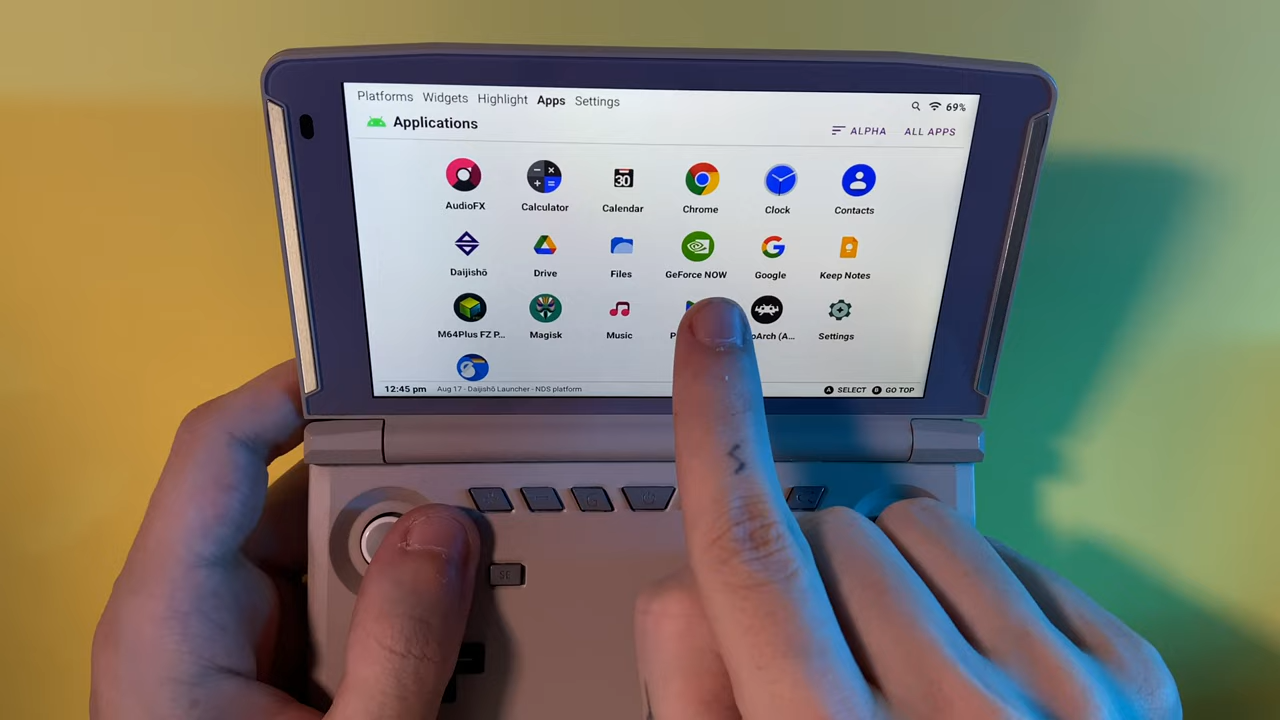 Platforms Widgets Highlight Apps Settings
69%
Applications
ALPHA ALL APPS
AudioFX Calculator Calendar Chrome Clock Contacts
30
Daijishō Drive Files GeForce NOW Google Keep Notes
M64Plus FZ P... Magisk Music Settings
12:45 pm Aug 17 - Daijishō Launcher - NDS platform A SELECT B GO TOP